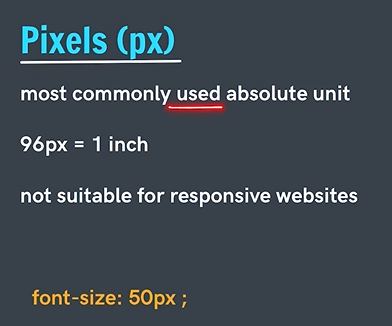 Pixels (px)
most commonly used absolute unit
96px = 1 inch
not suitable for responsive websites
font-size: 50px ;